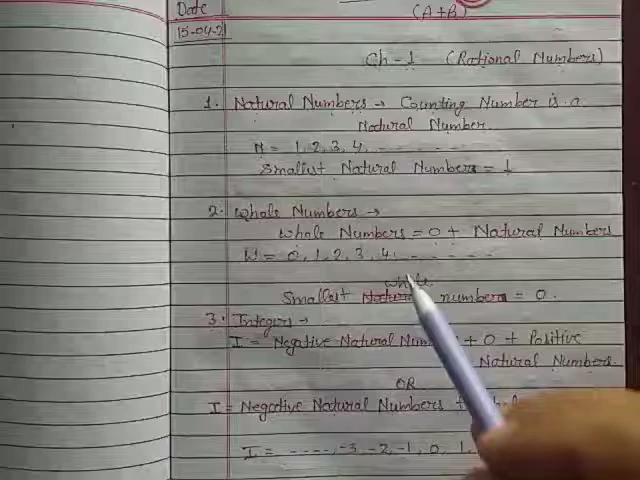 Date
(A+B)
15-04-21
Ch-1 (Rational Numbers)
1. Natural Numbers → Counting Number is a
Natural Number.
N = 1, 2, 3, 4, - - - - - - - -
Smallest Natural Number = 1
2. Whole Numbers →
Whole Numbers = 0 + Natural Numbers
W = 0, 1, 2, 3, 4, - - - - - -
whole
Smallest Natural number = 0.
3. Integers →
I = Negative Natural Num + 0 + Positive
Natural Numbers.
OR
I = Negative Natural Numbers +
I = - - - -, -3, -2, -1, 0, 1,